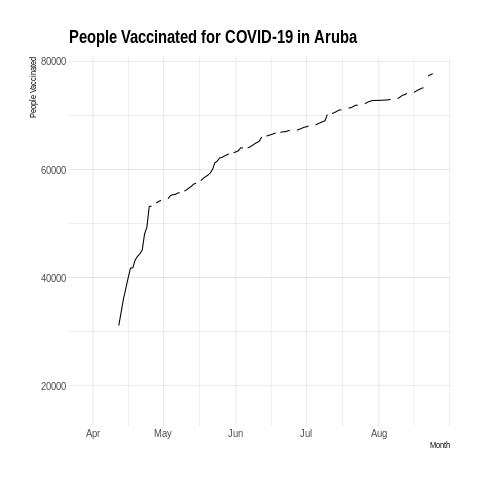 People Vaccinated for COVID-19 in Aruba
People Vaccinated
80000
60000
40000
20000
Apr May Jun Jul Aug
Month